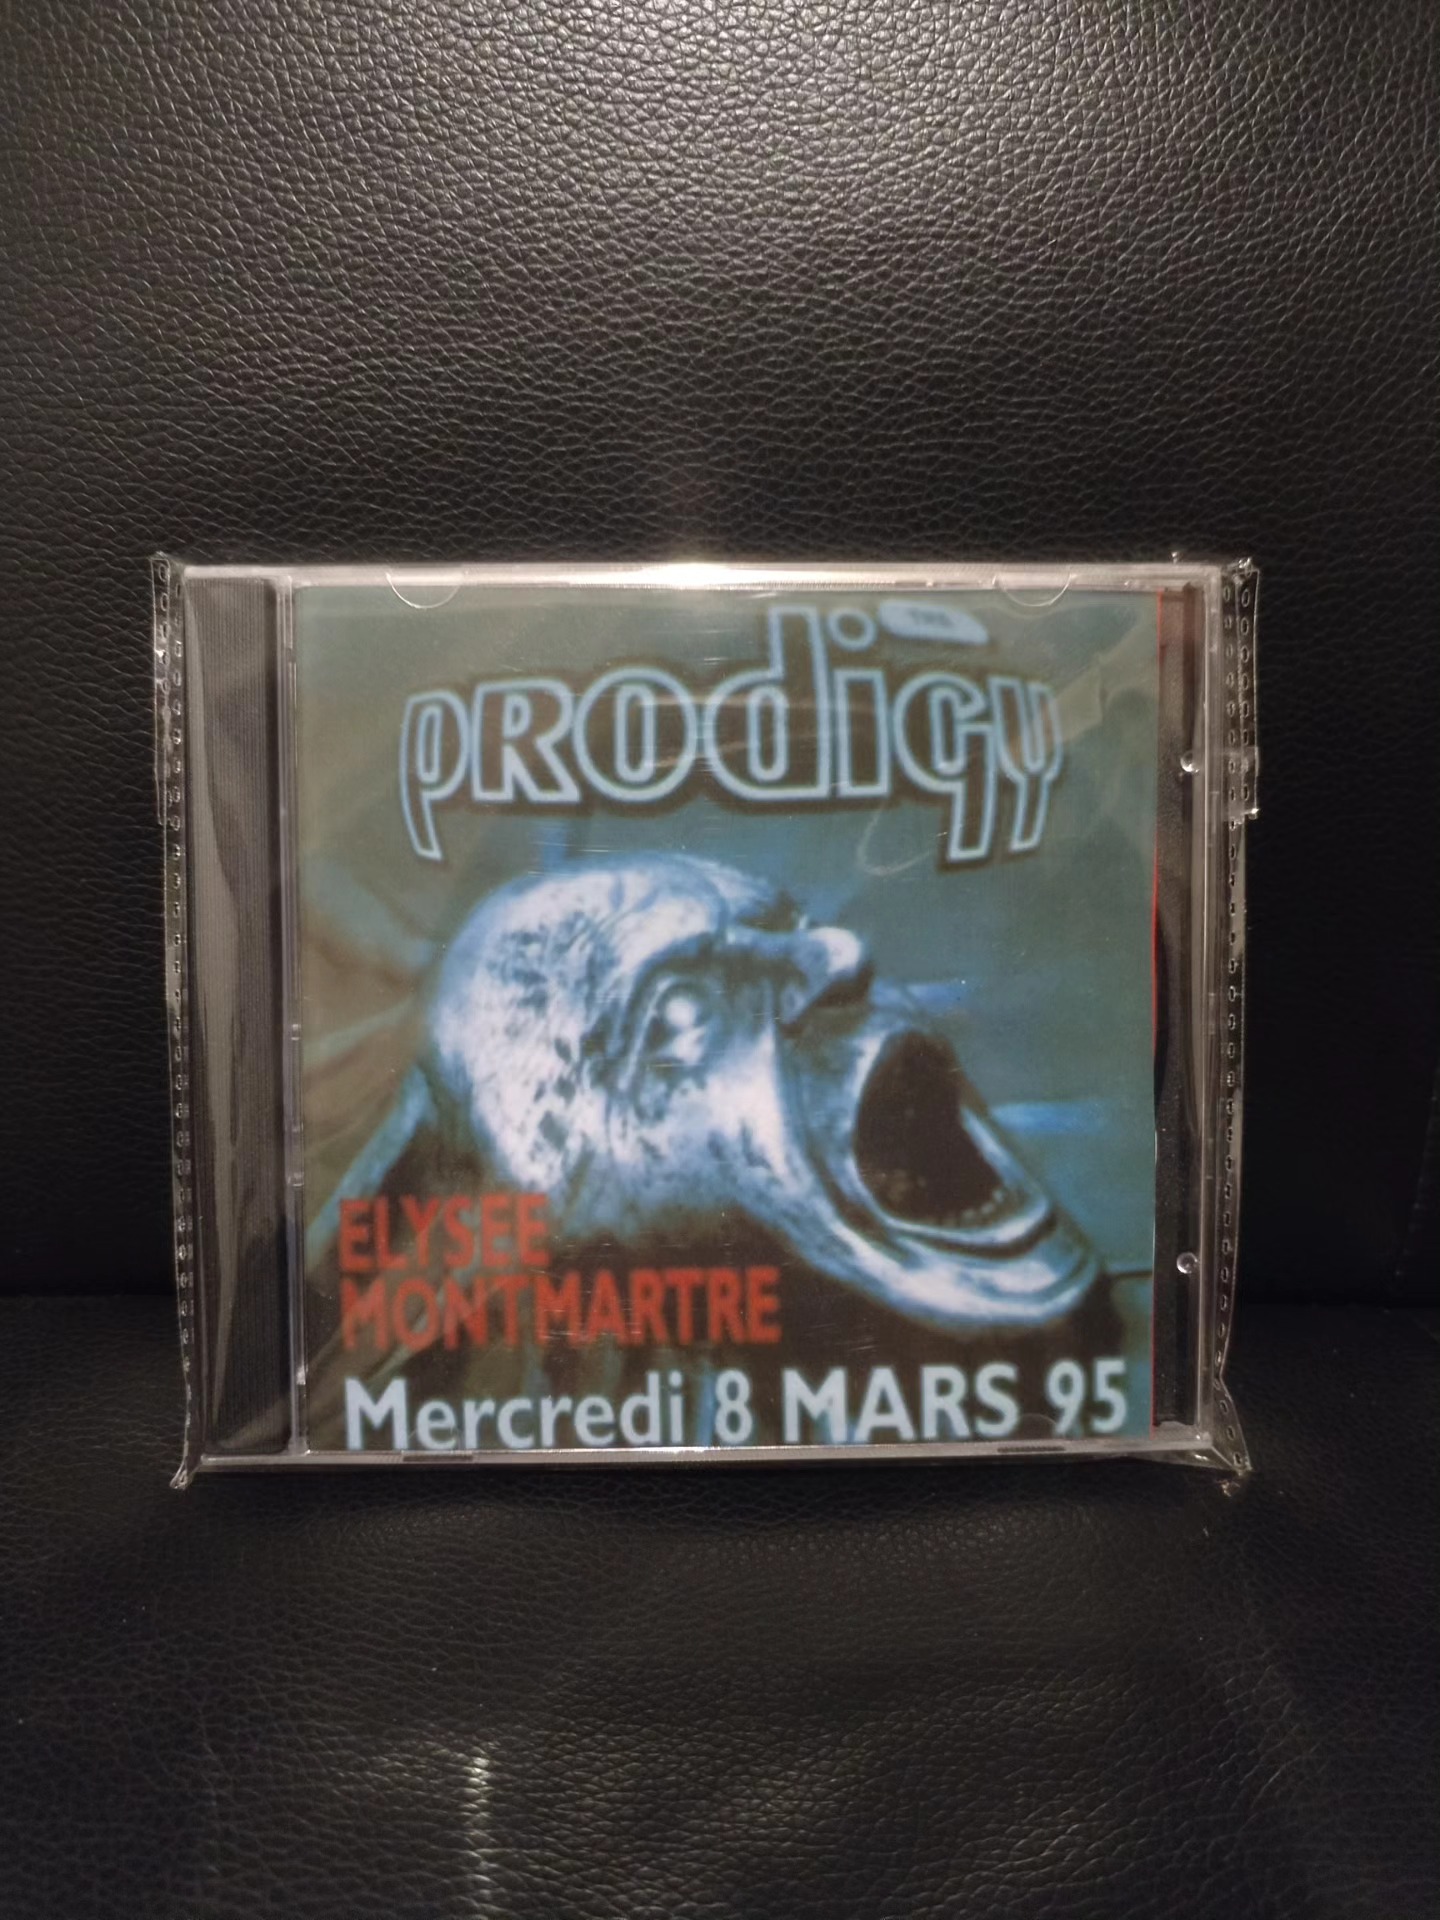 THE
PRODIGY
ELYSEE
MONTMARTRE
Mercredi 8 MARS 95